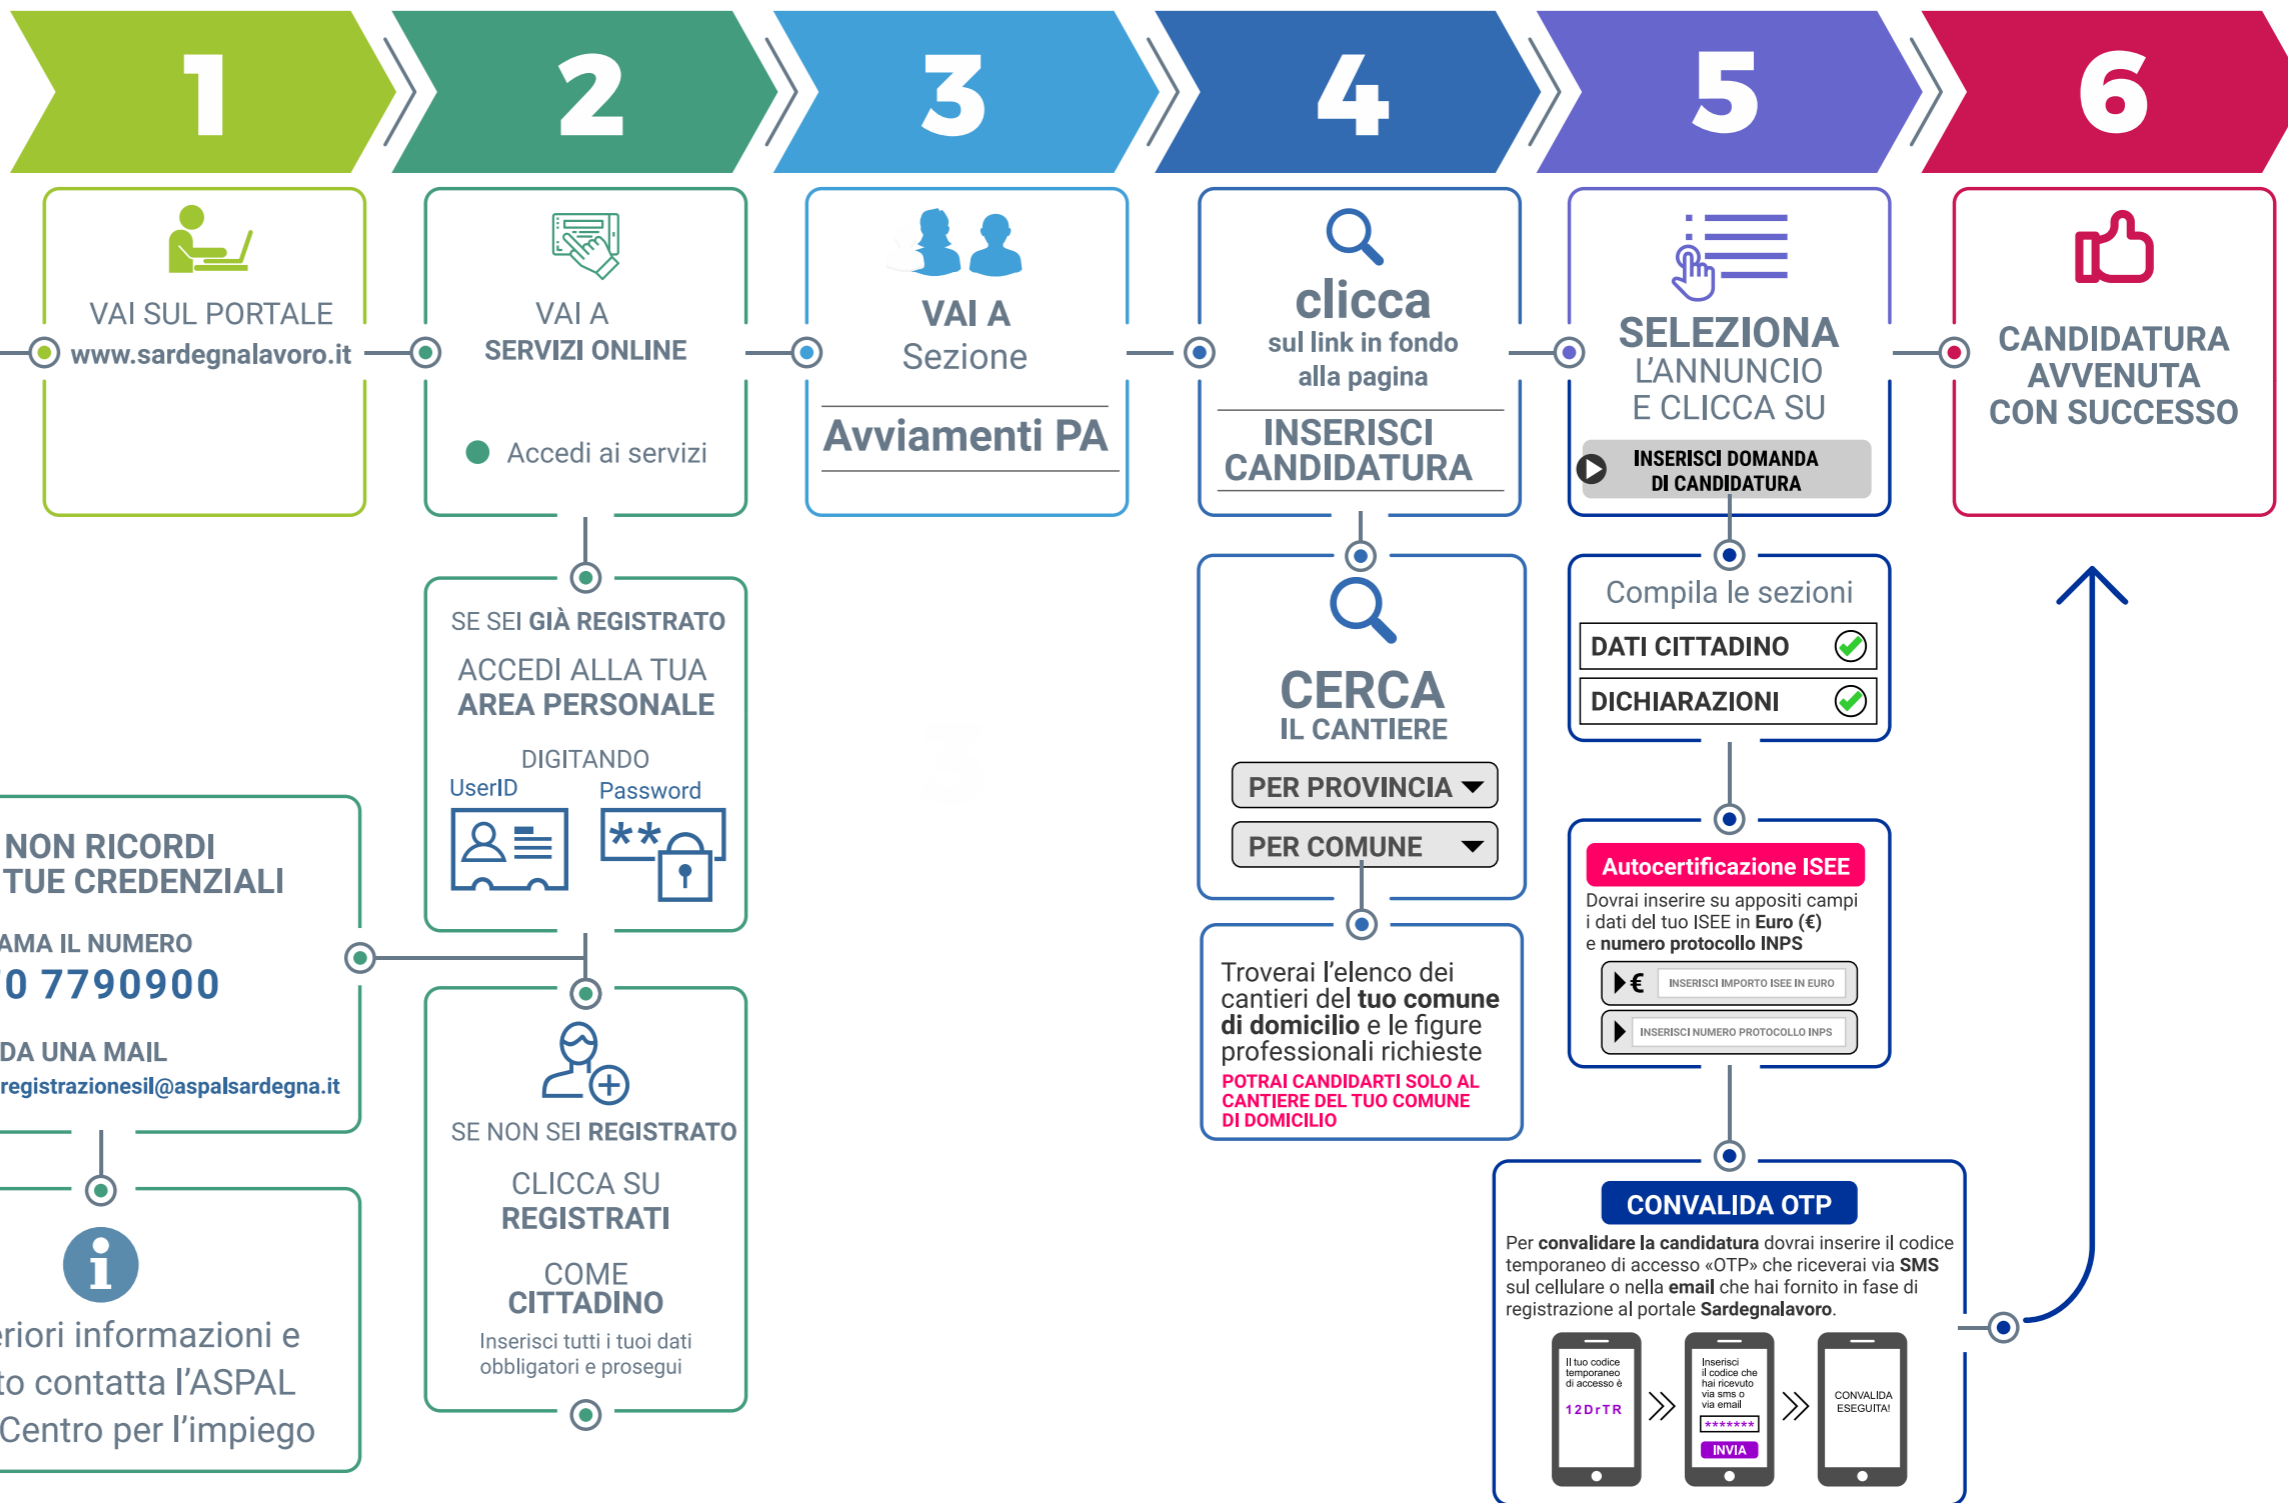 1
2
3
4
5
6
VAI SUL PORTALE
www.sardegnalavoro.it
VAI A
SERVIZI ONLINE
Accedi ai servizi
SE SEI GIÀ REGISTRATO
ACCEDI ALLA TUA
AREA PERSONALE
DIGITANDO
UserID
Password
**
NON RICORDI
TUE CREDENZIALI
AMA IL NUMERO
0 7790900
DA UNA MAIL
registrazionesil@aspalsardegna.it
i
eriori informazioni e
to contatta l'ASPAL
Centro per l'impiego
SE NON SEI REGISTRATO
CLICCA SU
REGISTRATI
COME
CITTADINO
Inserisci tutti i tuoi dati
obbligatori e prosegui
VAI A
Sezione
Avviamenti PA
clicca
sul link in fondo
alla pagina
INSERISCI
CANDIDATURA
CERCA
IL CANTIERE
PER PROVINCIA
PER COMUNE
Troverai l'elenco dei
cantieri del tuo comune
di domicilio e le figure
professionali richieste
POTRAI CANDIDARTI SOLO AL
CANTIERE DEL TUO COMUNE
DI DOMICILIO
SELEZIONA
L'ANNUNCIO
E CLICCA SU
INSERISCI DOMANDA
DI CANDIDATURA
Compila le sezioni
DATI CITTADINO
DICHIARAZIONI
Autocertificazione ISEE
Dovrai inserire su appositi campi
i dati del tuo ISEE in Euro (€)
e numero protocollo INPS
€ INSERISCI IMPORTO ISEE IN EURO
INSERISCI NUMERO PROTOCOLLO INPS
CONVALIDA OTP
Per convalidare la candidatura dovrai inserire il codice
temporaneo di accesso «OTP» che riceverai via SMS
sul cellulare o nella email che hai fornito in fase di
registrazione al portale Sardegnalavoro.
Il tuo codice
temporaneo
di accesso è
12DrTR
Inserisci
il codice che
hai ricevuto
via sms o
via email
*******
INVIA
CONVALIDA
ESEGUITA!
CANDIDATURA
AVVENUTA
CON SUCCESSO